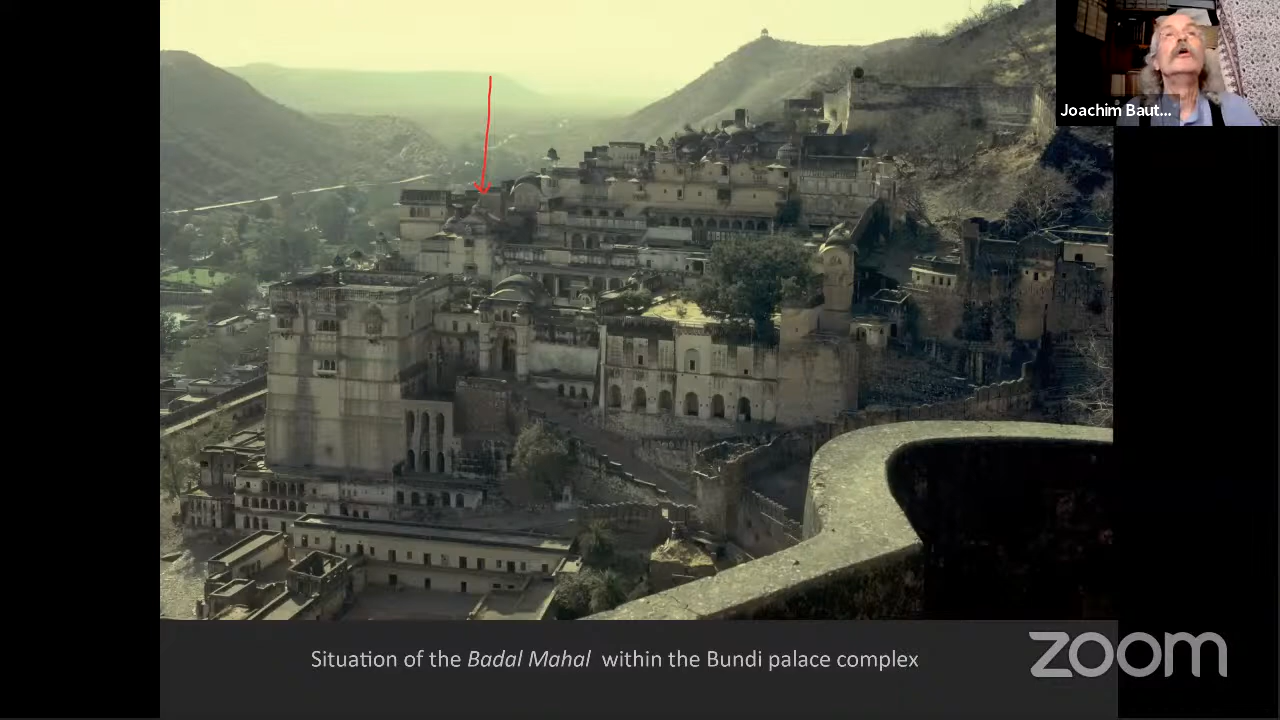 Joachim Baut...
Situation of the Badal Mahal within the Bundi palace complex
zoom